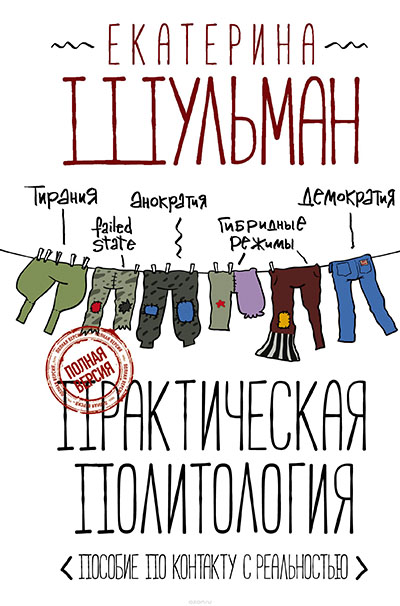 ЕКАТЕРИНА
ШУЛЬМАН
Тирания
failed
state
анократия
Гибридные
режимы
Демократия
ПОЛНАЯ
ВЕРСИЯ
ПРАКТИЧЕСКАЯ
ПОЛИТОЛОГИЯ
<ПОСОБИЕ ПО КОНТАКТУ С РЕАЛЬНОСТЬЮ>